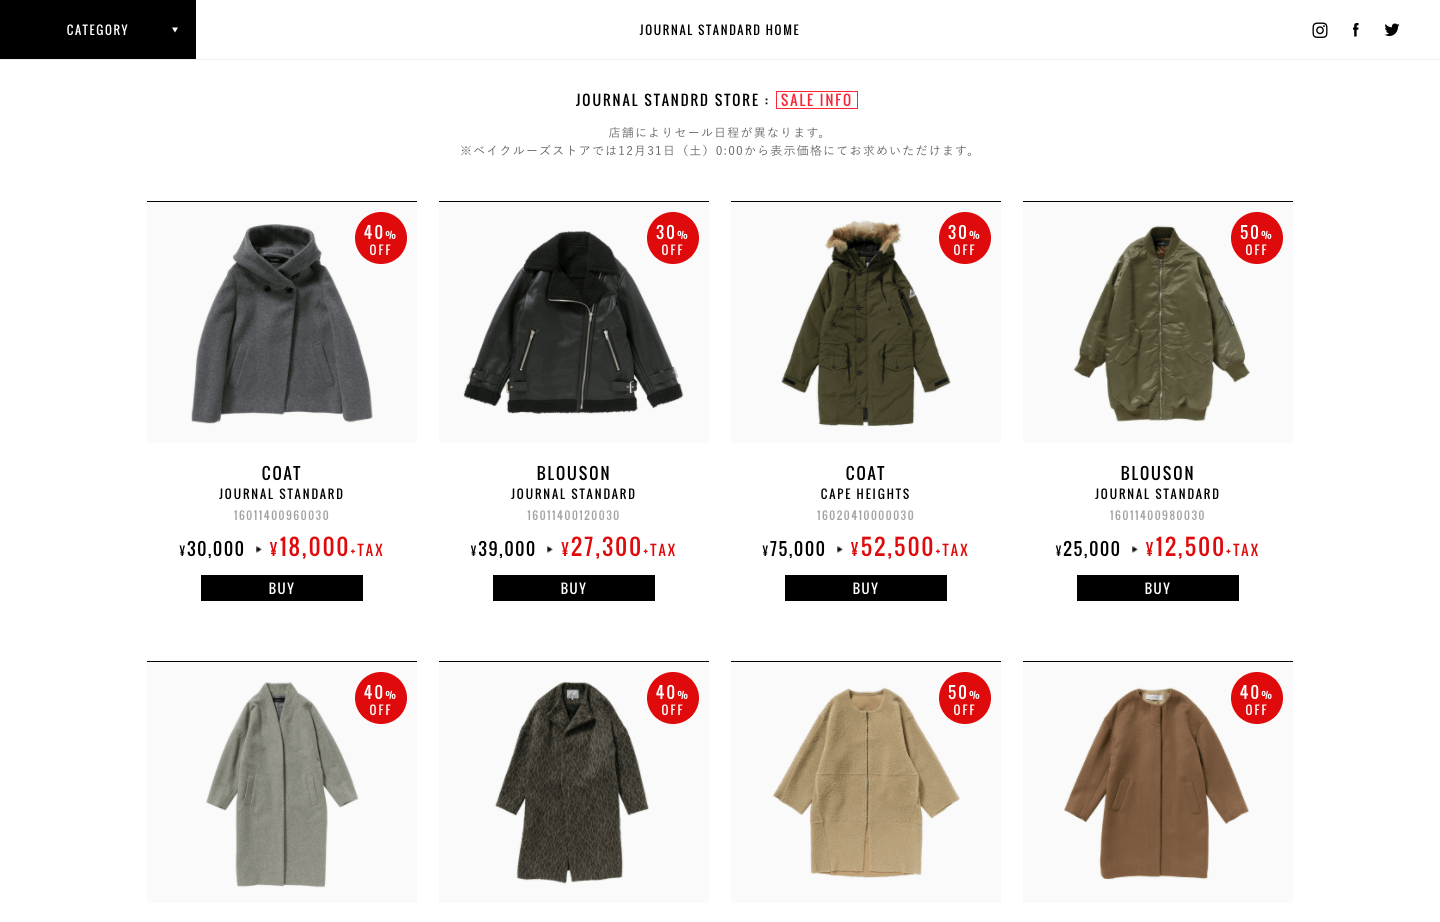 CATEGORY ▼
JOURNAL STANDARD HOME
JOURNAL STANDRD STORE : SALE INFO
店舗によりセール日程が異なります。
※ベイクルーズストアでは12月31日（土）0:00から表示価格にてお求めいただけます。
40% OFF
COAT
JOURNAL STANDARD
16011400960030
¥30,000 ▸ ¥18,000+TAX
BUY
30% OFF
BLOUSON
JOURNAL STANDARD
16011400120030
¥39,000 ▸ ¥27,300+TAX
BUY
30% OFF
COAT
CAPE HEIGHTS
16020410000030
¥75,000 ▸ ¥52,500+TAX
BUY
50% OFF
BLOUSON
JOURNAL STANDARD
16011400980030
¥25,000 ▸ ¥12,500+TAX
BUY
40% OFF
40% OFF
50% OFF
40% OFF